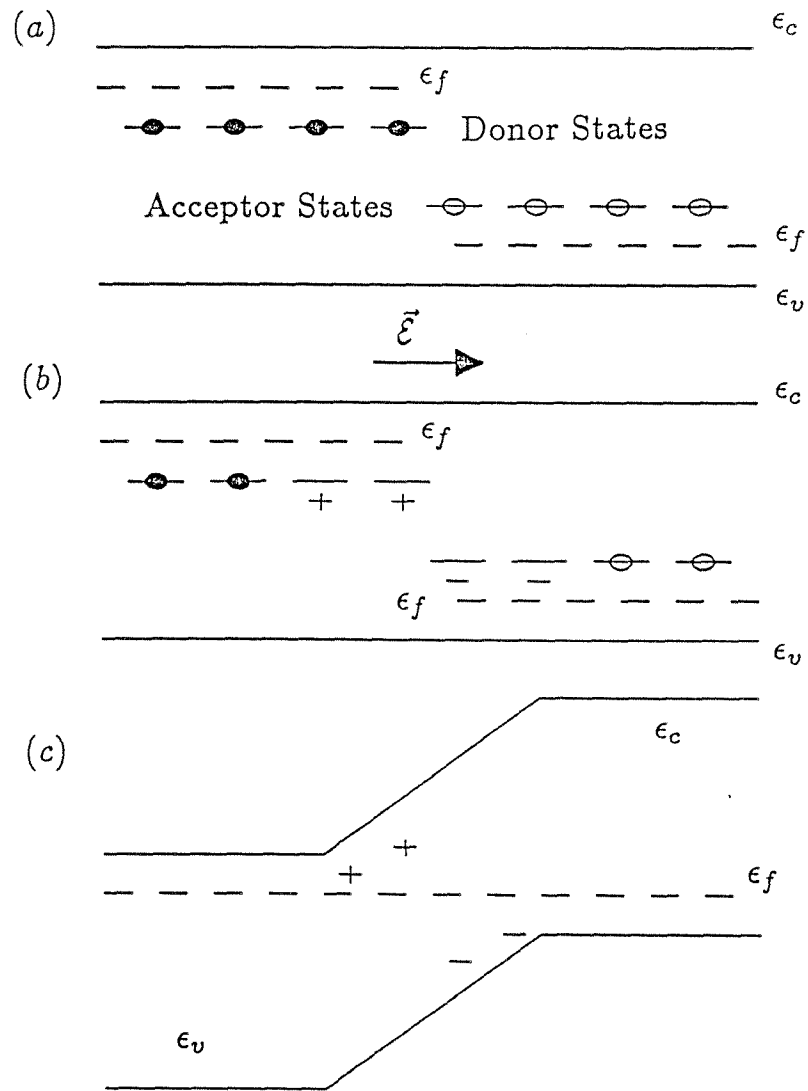 (a)
ϵ_c
ϵ_f
Donor States
Acceptor States
ϵ_f
ϵ_v
ℰ⃗
(b)
ϵ_c
ϵ_f
+ +
− −
ϵ_f
ϵ_v
(c)
ϵ_c
+
+
ϵ_f
−
−
ϵ_v